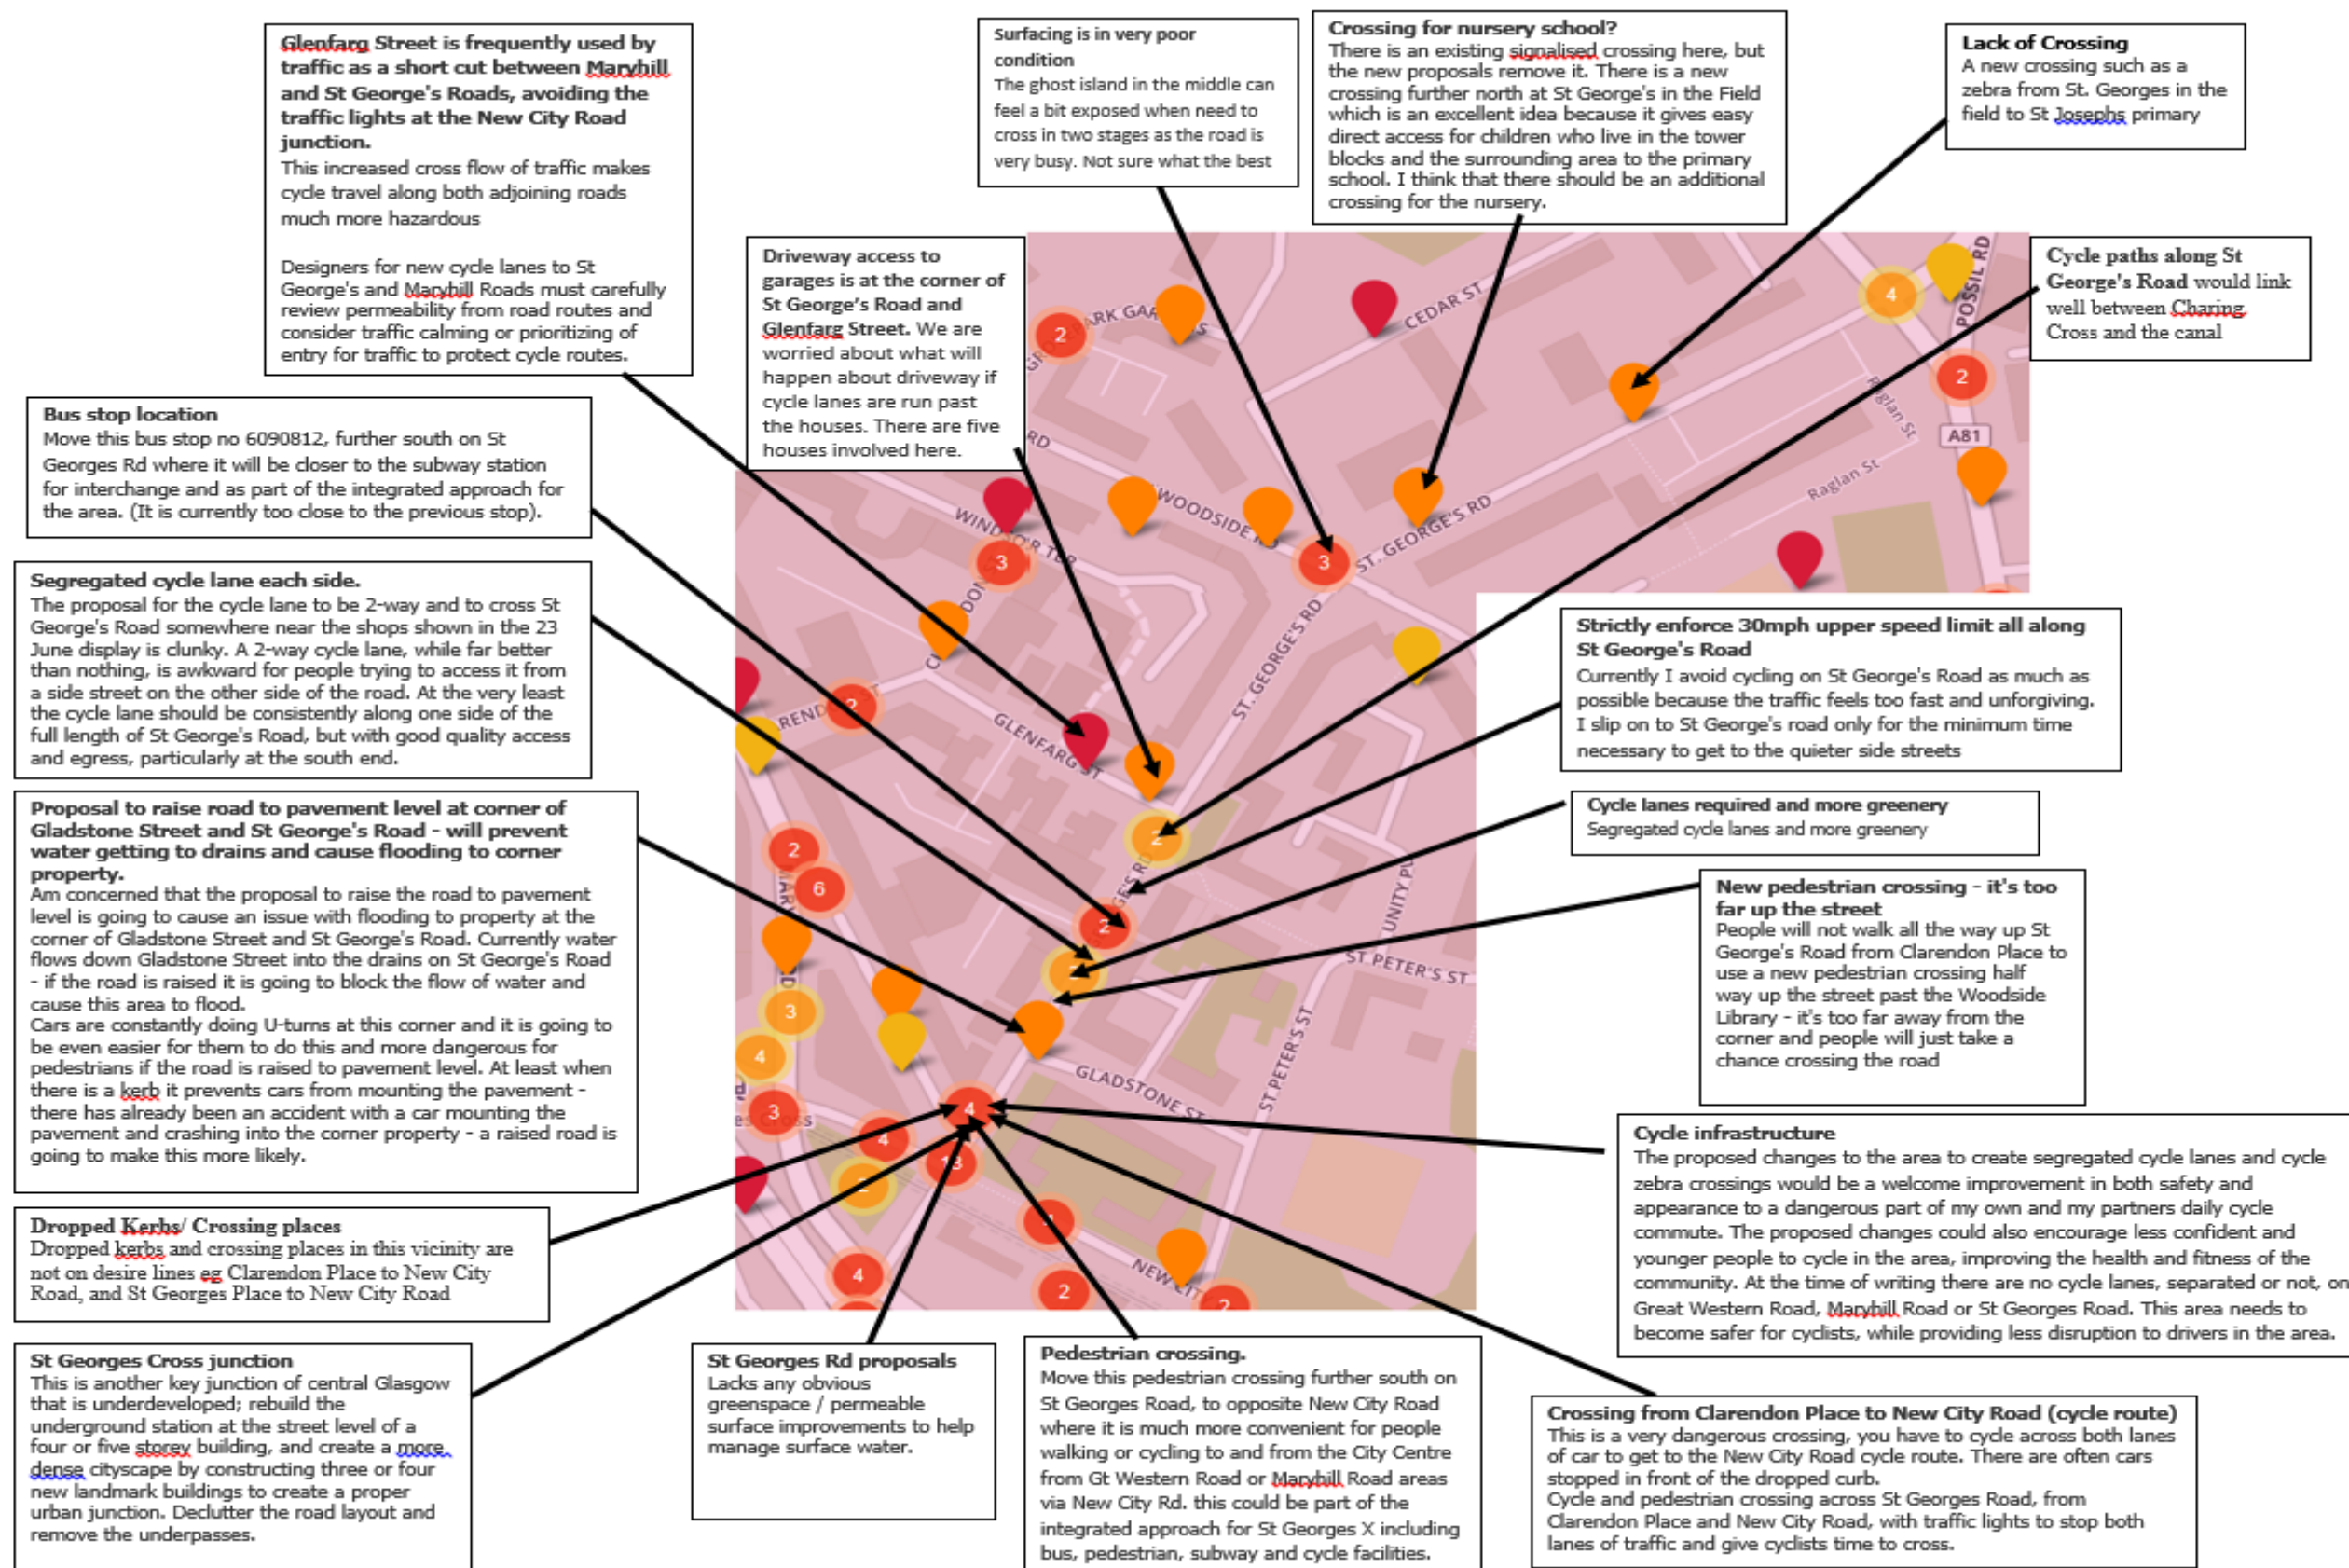 Glenfarg Street is frequently used by
traffic as a short cut between Maryhill
and St George's Roads, avoiding the
traffic lights at the New City Road
junction.
This increased cross flow of traffic makes
cycle travel along both adjoining roads
much more hazardous
Designers for new cycle lanes to St
George's and Maryhill Roads must carefully
review permeability from road routes and
consider traffic calming or prioritizing of
entry for traffic to protect cycle routes.
Surfacing is in very poor
condition
The ghost island in the middle can
feel a bit exposed when need to
cross in two stages as the road is
very busy. Not sure what the best
Crossing for nursery school?
There is an existing signalised crossing here, but
the new proposals remove it. There is a new
crossing further north at St George's in the Field
which is an excellent idea because it gives easy
direct access for children who live in the tower
blocks and the surrounding area to the primary
school. I think that there should be an additional
crossing for the nursery.
Lack of Crossing
A new crossing such as a
zebra from St. Georges in the
field to St Josephs primary
Driveway access to
garages is at the corner of
St George's Road and
Glenfarg Street. We are
worried about what will
happen about driveway if
cycle lanes are run past
the houses. There are five
houses involved here.
Cycle paths along St
George's Road would link
well between Charing
Cross and the canal
Bus stop location
Move this bus stop no 6090812, further south on St
Georges Rd where it will be closer to the subway station
for interchange and as part of the integrated approach for
the area. (It is currently too close to the previous stop).
Segregated cycle lane each side.
The proposal for the cycle lane to be 2-way and to cross St
George's Road somewhere near the shops shown in the 23
June display is clunky. A 2-way cycle lane, while far better
than nothing, is awkward for people trying to access it from
a side street on the other side of the road. At the very least
the cycle lane should be consistently along one side of the
full length of St George's Road, but with good quality access
and egress, particularly at the south end.
Strictly enforce 30mph upper speed limit all along
St George's Road
Currently I avoid cycling on St George's Road as much as
possible because the traffic feels too fast and unforgiving.
I slip on to St George's road only for the minimum time
necessary to get to the quieter side streets
Cycle lanes required and more greenery
Segregated cycle lanes and more greenery
Proposal to raise road to pavement level at corner of
Gladstone Street and St George's Road - will prevent
water getting to drains and cause flooding to corner
property.
Am concerned that the proposal to raise the road to pavement
level is going to cause an issue with flooding to property at the
corner of Gladstone Street and St George's Road. Currently water
flows down Gladstone Street into the drains on St George's Road
- if the road is raised it is going to block the flow of water and
cause this area to flood.
Cars are constantly doing U-turns at this corner and it is going to
be even easier for them to do this and more dangerous for
pedestrians if the road is raised to pavement level. At least when
there is a kerb it prevents cars from mounting the pavement -
there has already been an accident with a car mounting the
pavement and crashing into the corner property - a raised road is
going to make this more likely.
New pedestrian crossing - it's too
far up the street
People will not walk all the way up St
George's Road from Clarendon Place to
use a new pedestrian crossing half
way up the street past the Woodside
Library - it's too far away from the
corner and people will just take a
chance crossing the road
Cycle infrastructure
The proposed changes to the area to create segregated cycle lanes and cycle
zebra crossings would be a welcome improvement in both safety and
appearance to a dangerous part of my own and my partners daily cycle
commute. The proposed changes could also encourage less confident and
younger people to cycle in the area, improving the health and fitness of the
community. At the time of writing there are no cycle lanes, separated or not, on
Great Western Road, Maryhill Road or St Georges Road. This area needs to
become safer for cyclists, while providing less disruption to drivers in the area.
Dropped Kerbs/ Crossing places
Dropped kerbs and crossing places in this vicinity are
not on desire lines eg Clarendon Place to New City
Road, and St Georges Place to New City Road
St Georges Cross junction
This is another key junction of central Glasgow
that is underdeveloped; rebuild the
underground station at the street level of a
four or five storey building, and create a more
dense cityscape by constructing three or four
new landmark buildings to create a proper
urban junction. Declutter the road layout and
remove the underpasses.
St Georges Rd proposals
Lacks any obvious
greenspace / permeable
surface improvements to help
manage surface water.
Pedestrian crossing.
Move this pedestrian crossing further south on
St Georges Road, to opposite New City Road
where it is much more convenient for people
walking or cycling to and from the City Centre
from Gt Western Road or Maryhill Road areas
via New City Rd. this could be part of the
integrated approach for St Georges X including
bus, pedestrian, subway and cycle facilities.
Crossing from Clarendon Place to New City Road (cycle route)
This is a very dangerous crossing, you have to cycle across both lanes
of car to get to the New City Road cycle route. There are often cars
stopped in front of the dropped curb.
Cycle and pedestrian crossing across St Georges Road, from
Clarendon Place and New City Road, with traffic lights to stop both
lanes of traffic and give cyclists time to cross.
CEDAR ST
POSSIL RD
4
2
2
A81
Raglan St
Raglan St
WOODSIDE RD
RD
WINDSOR TER
3
3
ST. GEORGE'S RD
ST. GEORGE'S RD
GLENFARG ST
2
2
2
6
2
UNITY PL
ST PETER'S ST
ST PETER'S ST
3
4
3
GLADSTONE ST
4
4
13
2
4
4
2
2
NEW CITY